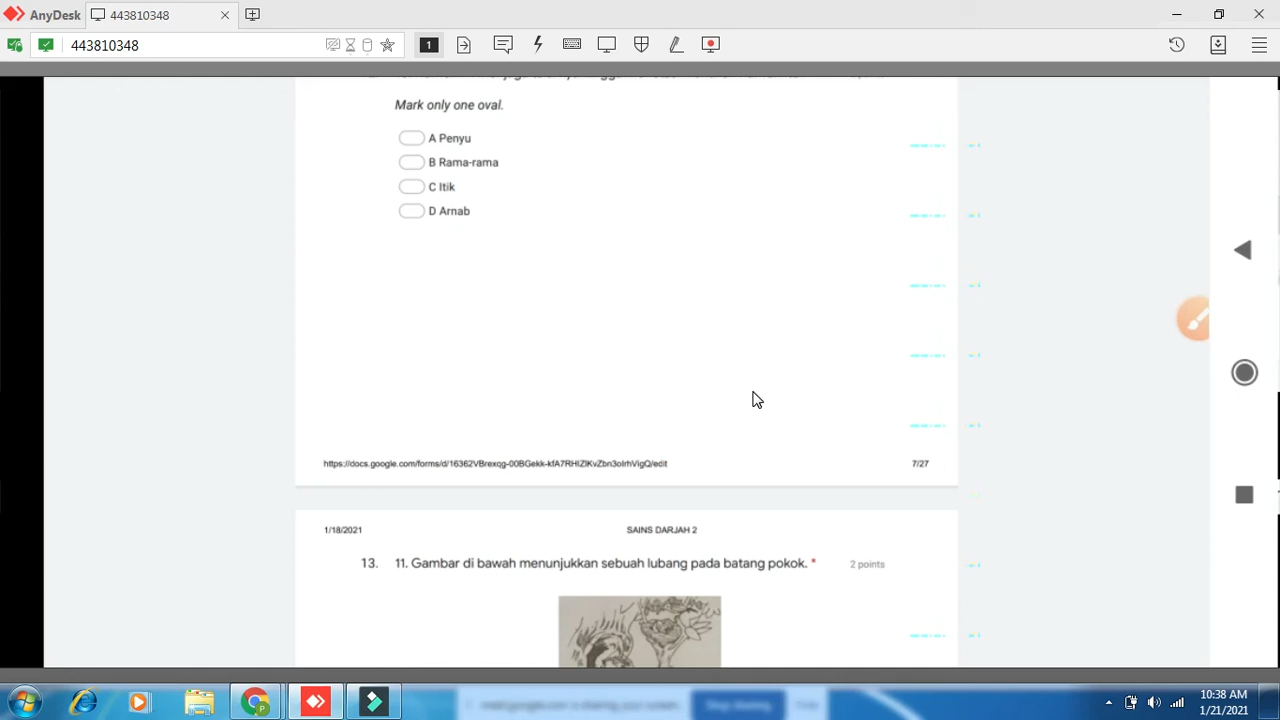 AnyDesk
443810348
443810348
1
Mark only one oval.
A Penyu
B Rama-rama
C Itik
D Arnab
https://docs.google.com/forms/d/16362VBrexqg-00BGekk-kfA7RHIZlKvZbn3oIrhVigQ/edit
7/27
1/18/2021
SAINS DARJAH 2
13. 11. Gambar di bawah menunjukkan sebuah lubang pada batang pokok. *
2 points
10:38 AM
1/21/2021